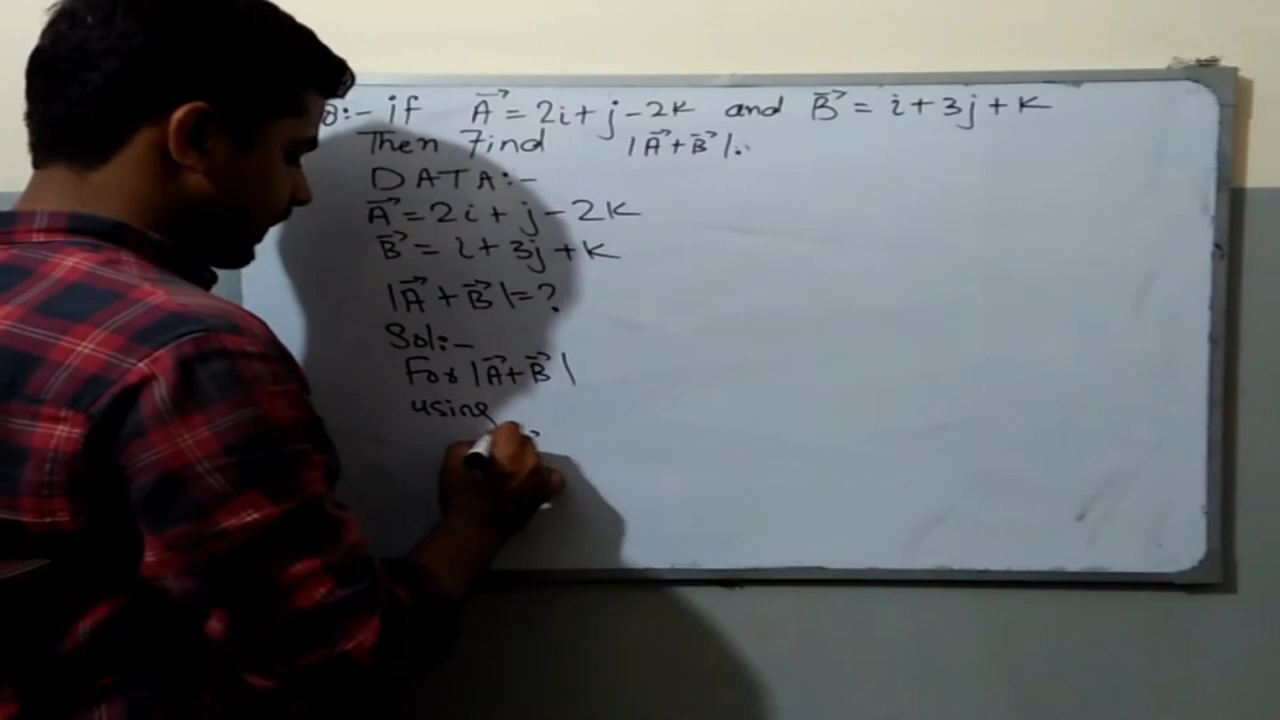 Q:- if A⃗ = 2i + j - 2k and B⃗ = i + 3j + k
Then Find |A⃗ + B⃗|.
DATA:-
A⃗ = 2i + j - 2k
B⃗ = i + 3j + k
|A⃗ + B⃗| = ?
Sol:-
For |A⃗ + B⃗|
using